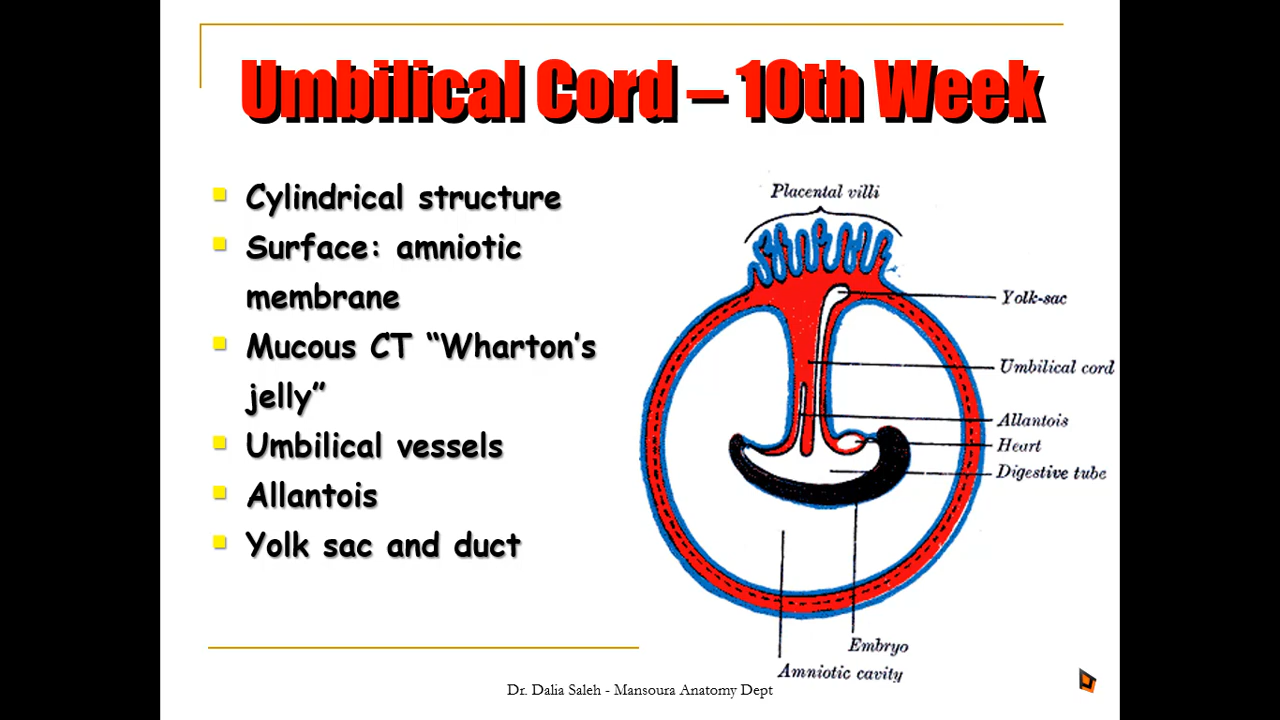 Umbilical Cord – 10th Week
Cylindrical structure
Surface: amniotic
membrane
Mucous CT “Wharton’s
jelly”
Umbilical vessels
Allantois
Yolk sac and duct
Placental villi
Yolk-sac
Umbilical cord
Allantois
Heart
Digestive tube
Embryo
Amniotic cavity
Dr. Dalia Saleh - Mansoura Anatomy Dept